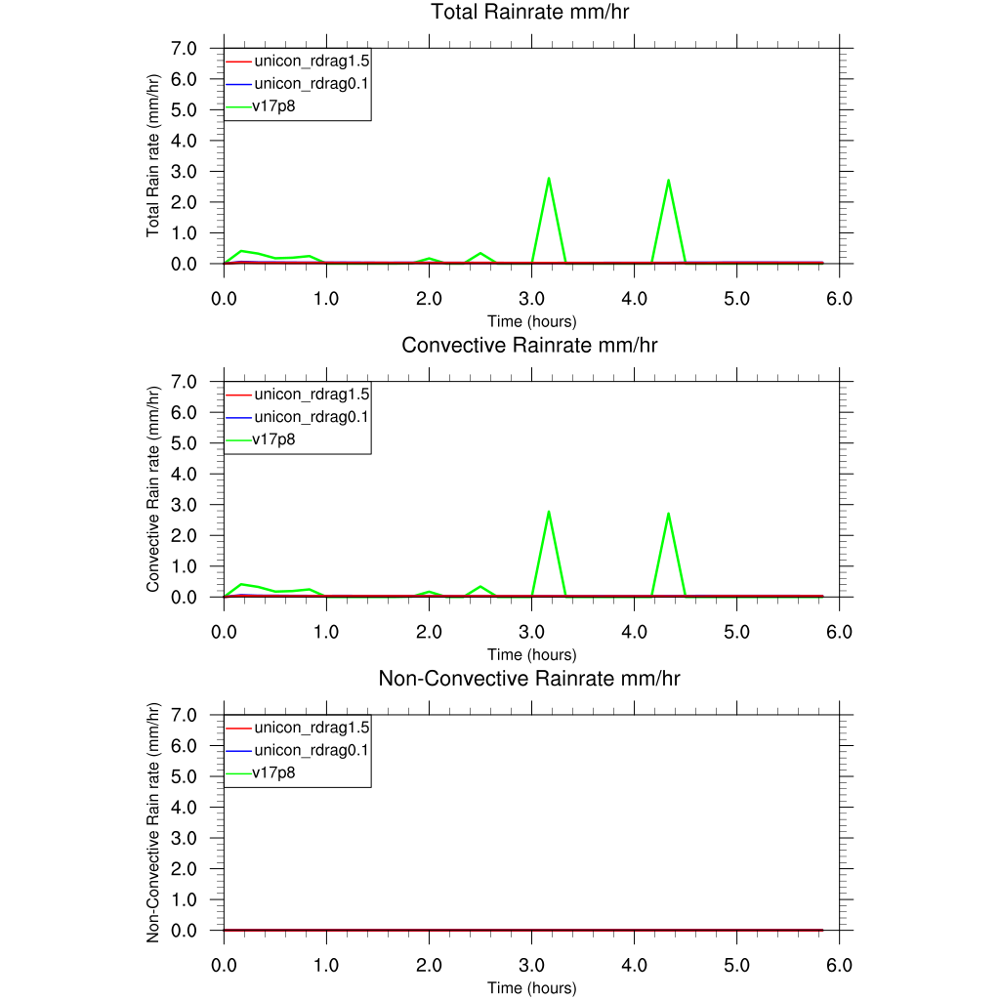 Total Rainrate mm/hr
Total Rain rate (mm/hr)
7.0
6.0
5.0
4.0
3.0
2.0
1.0
0.0
unicon_rdrag1.5
unicon_rdrag0.1
v17p8
0.0 1.0 2.0 3.0 4.0 5.0 6.0
Time (hours)
Convective Rainrate mm/hr
Convective Rain rate (mm/hr)
7.0
6.0
5.0
4.0
3.0
2.0
1.0
0.0
unicon_rdrag1.5
unicon_rdrag0.1
v17p8
0.0 1.0 2.0 3.0 4.0 5.0 6.0
Time (hours)
Non-Convective Rainrate mm/hr
Non-Convective Rain rate (mm/hr)
7.0
6.0
5.0
4.0
3.0
2.0
1.0
0.0
unicon_rdrag1.5
unicon_rdrag0.1
v17p8
0.0 1.0 2.0 3.0 4.0 5.0 6.0
Time (hours)